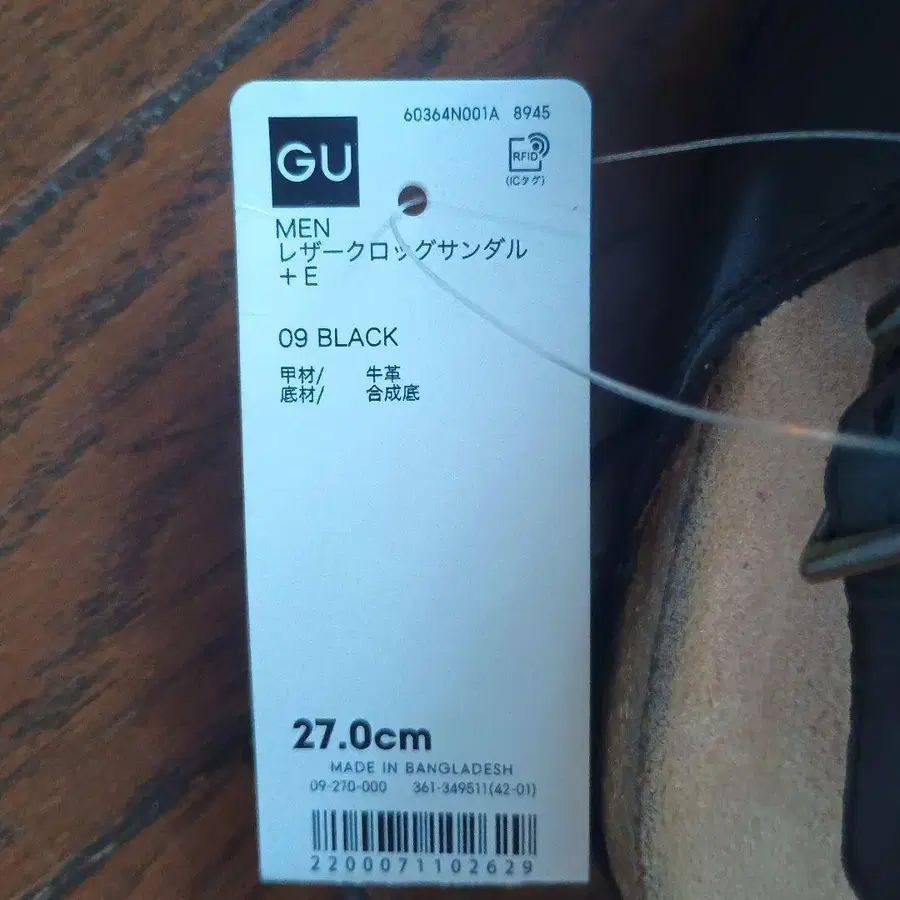 60364N001A 8945
GU
RFID
(ICタグ)
MEN
レザークロッグサンダル
+E
09 BLACK
甲材/ 牛革
底材/ 合成底
27.0cm
MADE IN BANGLADESH
09-270-000 361-349511(42-01)
2200071102629